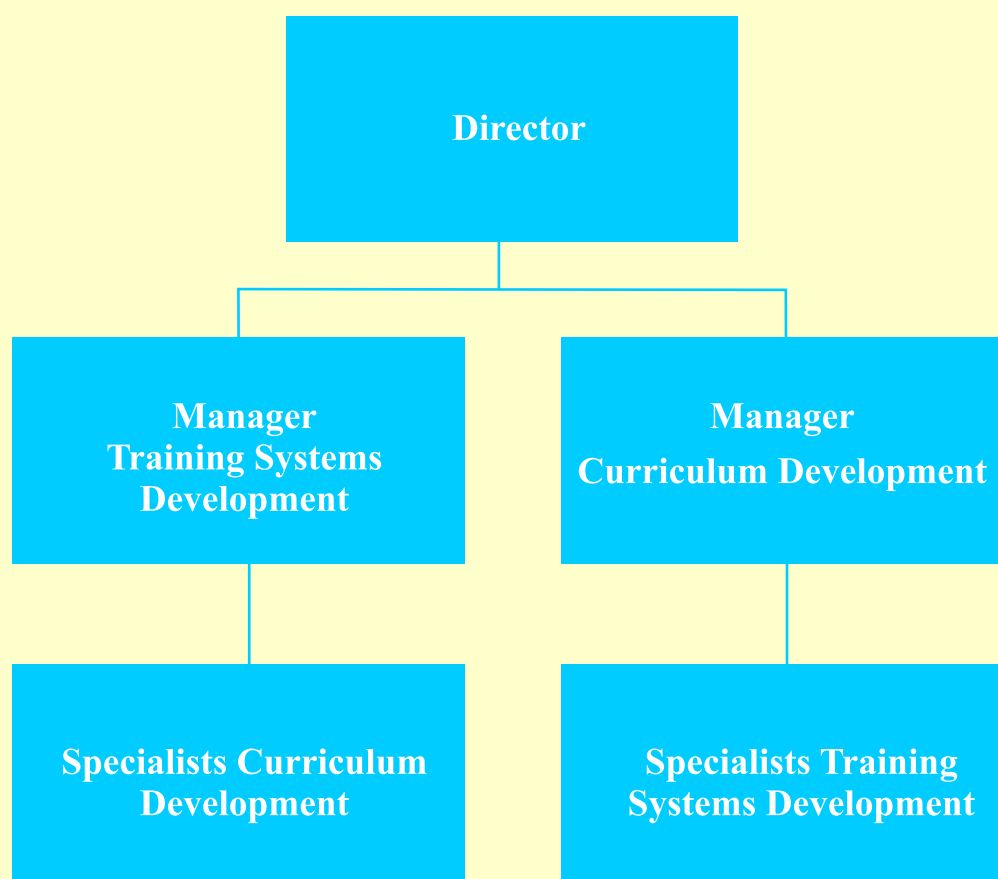 Director
Manager
Training Systems
Development
Manager
Curriculum Development
Specialists Curriculum
Development
Specialists Training
Systems Development